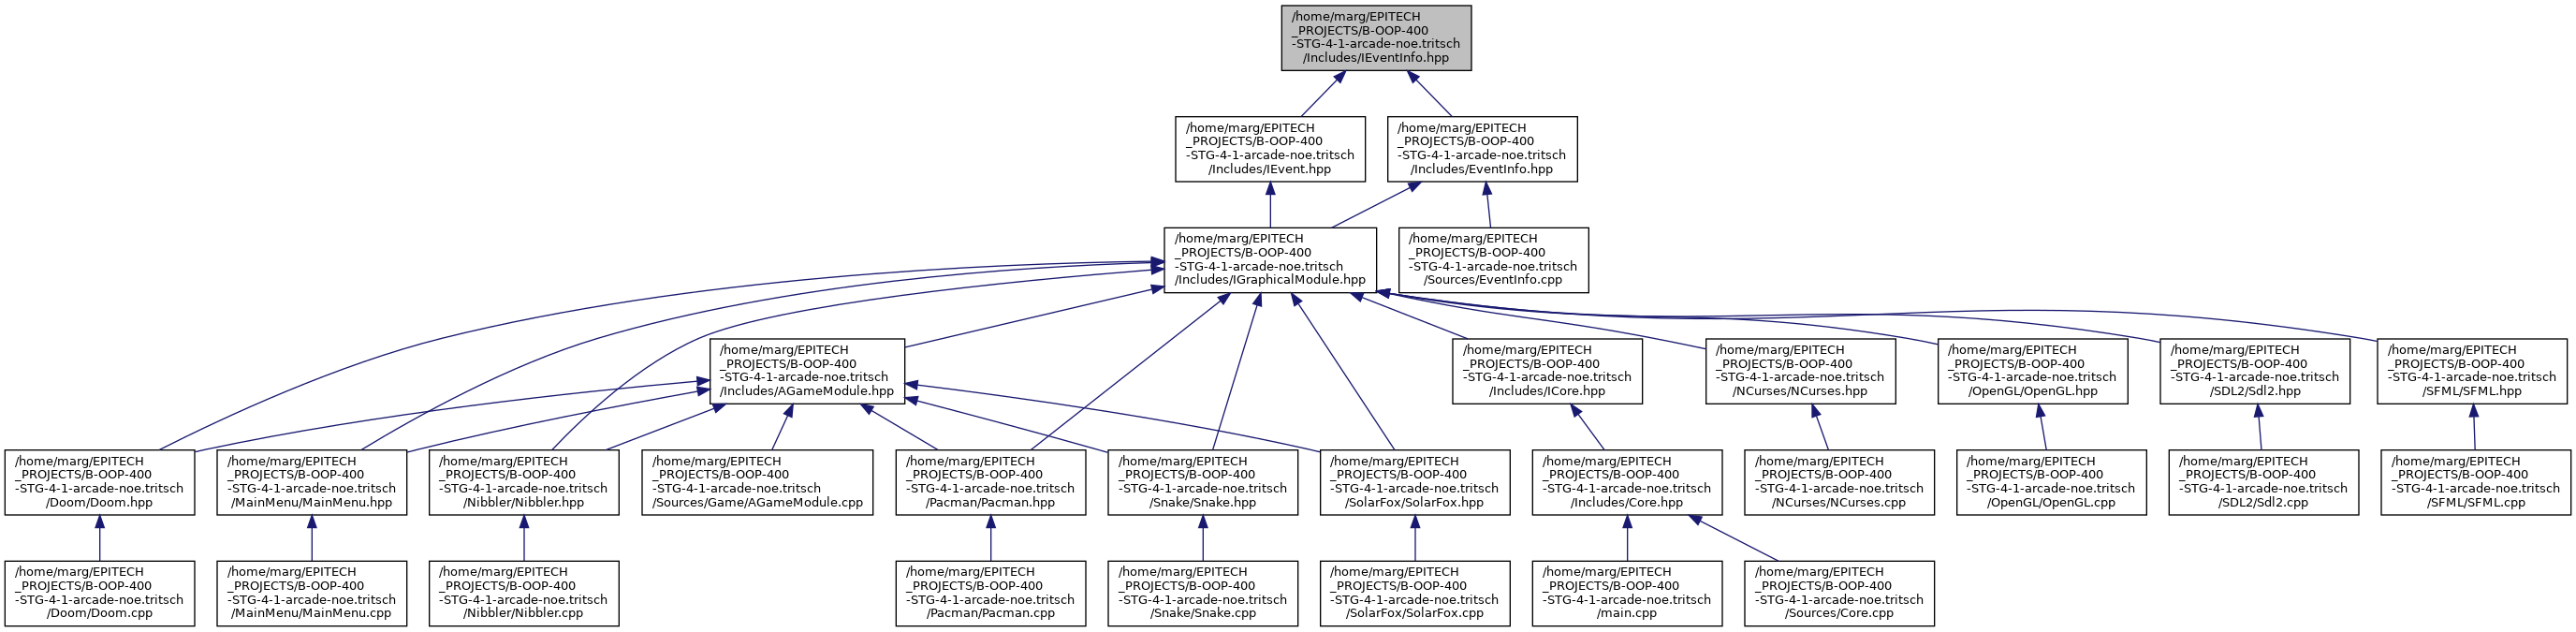 /home/marg/EPITECH
_PROJECTS/B-OOP-400
-STG-4-1-arcade-noe.tritsch
/Includes/IEventInfo.hpp
/home/marg/EPITECH
_PROJECTS/B-OOP-400
-STG-4-1-arcade-noe.tritsch
/Includes/IEvent.hpp
/home/marg/EPITECH
_PROJECTS/B-OOP-400
-STG-4-1-arcade-noe.tritsch
/Includes/EventInfo.hpp
/home/marg/EPITECH
_PROJECTS/B-OOP-400
-STG-4-1-arcade-noe.tritsch
/Includes/IGraphicalModule.hpp
/home/marg/EPITECH
_PROJECTS/B-OOP-400
-STG-4-1-arcade-noe.tritsch
/Sources/EventInfo.cpp
/home/marg/EPITECH
_PROJECTS/B-OOP-400
-STG-4-1-arcade-noe.tritsch
/Includes/AGameModule.hpp
/home/marg/EPITECH
_PROJECTS/B-OOP-400
-STG-4-1-arcade-noe.tritsch
/Includes/ICore.hpp
/home/marg/EPITECH
_PROJECTS/B-OOP-400
-STG-4-1-arcade-noe.tritsch
/NCurses/NCurses.hpp
/home/marg/EPITECH
_PROJECTS/B-OOP-400
-STG-4-1-arcade-noe.tritsch
/OpenGL/OpenGL.hpp
/home/marg/EPITECH
_PROJECTS/B-OOP-400
-STG-4-1-arcade-noe.tritsch
/SDL2/Sdl2.hpp
/home/marg/EPITECH
_PROJECTS/B-OOP-400
-STG-4-1-arcade-noe.tritsch
/SFML/SFML.hpp
/home/marg/EPITECH
_PROJECTS/B-OOP-400
-STG-4-1-arcade-noe.tritsch
/Doom/Doom.hpp
/home/marg/EPITECH
_PROJECTS/B-OOP-400
-STG-4-1-arcade-noe.tritsch
/MainMenu/MainMenu.hpp
/home/marg/EPITECH
_PROJECTS/B-OOP-400
-STG-4-1-arcade-noe.tritsch
/Nibbler/Nibbler.hpp
/home/marg/EPITECH
_PROJECTS/B-OOP-400
-STG-4-1-arcade-noe.tritsch
/Sources/Game/AGameModule.cpp
/home/marg/EPITECH
_PROJECTS/B-OOP-400
-STG-4-1-arcade-noe.tritsch
/Pacman/Pacman.hpp
/home/marg/EPITECH
_PROJECTS/B-OOP-400
-STG-4-1-arcade-noe.tritsch
/Snake/Snake.hpp
/home/marg/EPITECH
_PROJECTS/B-OOP-400
-STG-4-1-arcade-noe.tritsch
/SolarFox/SolarFox.hpp
/home/marg/EPITECH
_PROJECTS/B-OOP-400
-STG-4-1-arcade-noe.tritsch
/Includes/Core.hpp
/home/marg/EPITECH
_PROJECTS/B-OOP-400
-STG-4-1-arcade-noe.tritsch
/NCurses/NCurses.cpp
/home/marg/EPITECH
_PROJECTS/B-OOP-400
-STG-4-1-arcade-noe.tritsch
/OpenGL/OpenGL.cpp
/home/marg/EPITECH
_PROJECTS/B-OOP-400
-STG-4-1-arcade-noe.tritsch
/SDL2/Sdl2.cpp
/home/marg/EPITECH
_PROJECTS/B-OOP-400
-STG-4-1-arcade-noe.tritsch
/SFML/SFML.cpp
/home/marg/EPITECH
_PROJECTS/B-OOP-400
-STG-4-1-arcade-noe.tritsch
/Doom/Doom.cpp
/home/marg/EPITECH
_PROJECTS/B-OOP-400
-STG-4-1-arcade-noe.tritsch
/MainMenu/MainMenu.cpp
/home/marg/EPITECH
_PROJECTS/B-OOP-400
-STG-4-1-arcade-noe.tritsch
/Nibbler/Nibbler.cpp
/home/marg/EPITECH
_PROJECTS/B-OOP-400
-STG-4-1-arcade-noe.tritsch
/Pacman/Pacman.cpp
/home/marg/EPITECH
_PROJECTS/B-OOP-400
-STG-4-1-arcade-noe.tritsch
/Snake/Snake.cpp
/home/marg/EPITECH
_PROJECTS/B-OOP-400
-STG-4-1-arcade-noe.tritsch
/SolarFox/SolarFox.cpp
/home/marg/EPITECH
_PROJECTS/B-OOP-400
-STG-4-1-arcade-noe.tritsch
/main.cpp
/home/marg/EPITECH
_PROJECTS/B-OOP-400
-STG-4-1-arcade-noe.tritsch
/Sources/Core.cpp